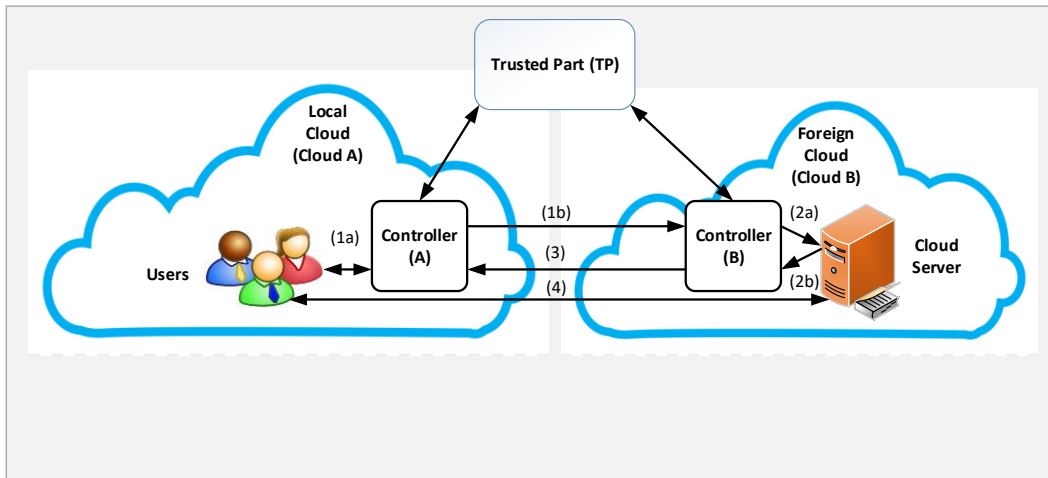 Trusted Part (TP)
Local
Cloud
(Cloud A)
Foreign
Cloud
(Cloud B)
(1a)
Controller
(A)
(1b)
(3)
(4)
Controller
(B)
(2a)
(2b)
Users
Cloud
Server